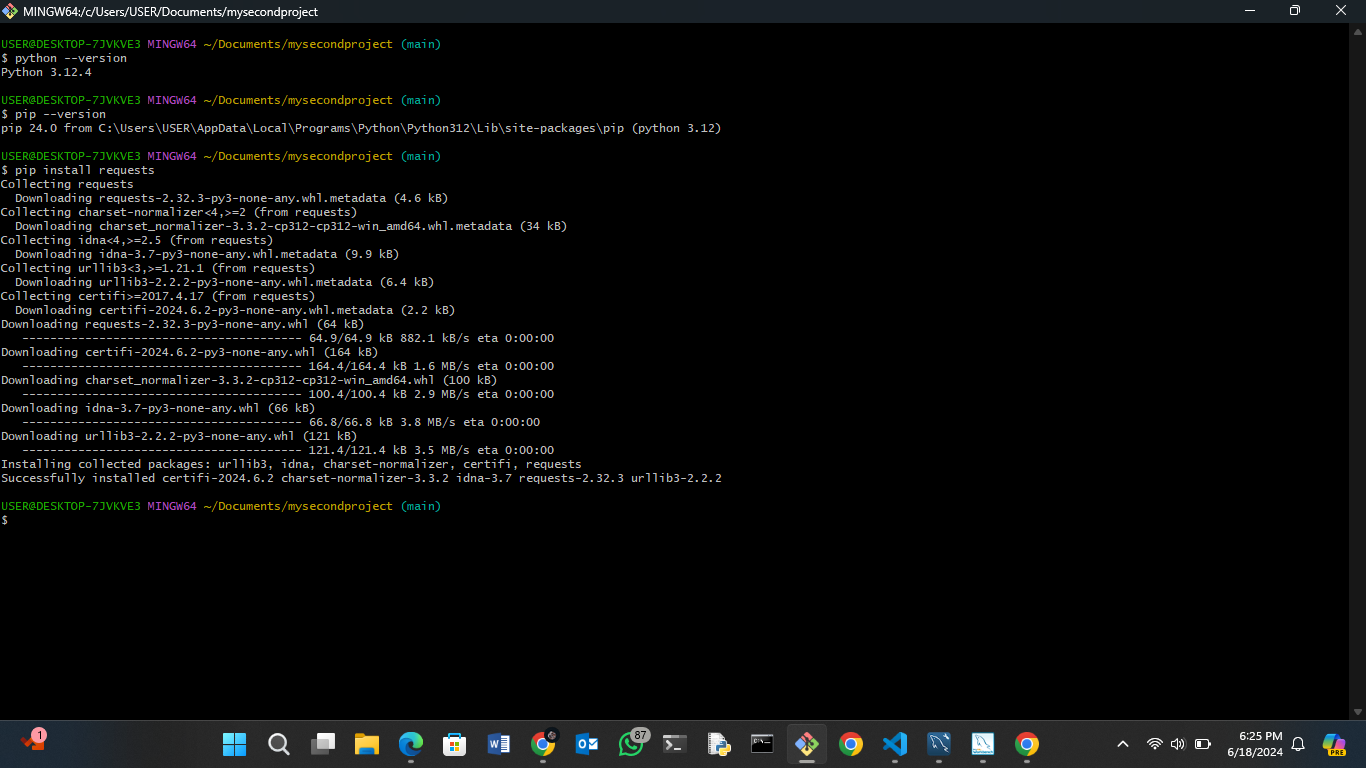 MINGW64:/c/Users/USER/Documents/mysecondproject
USER@DESKTOP-7JVKVE3 MINGW64 ~/Documents/mysecondproject (main)
$ python --version
Python 3.12.4
USER@DESKTOP-7JVKVE3 MINGW64 ~/Documents/mysecondproject (main)
$ pip --version
pip 24.0 from C:\Users\USER\AppData\Local\Programs\Python\Python312\Lib\site-packages\pip (python 3.12)
USER@DESKTOP-7JVKVE3 MINGW64 ~/Documents/mysecondproject (main)
$ pip install requests
Collecting requests
  Downloading requests-2.32.3-py3-none-any.whl.metadata (4.6 kB)
Collecting charset-normalizer<4,>=2 (from requests)
  Downloading charset_normalizer-3.3.2-cp312-cp312-win_amd64.whl.metadata (34 kB)
Collecting idna<4,>=2.5 (from requests)
  Downloading idna-3.7-py3-none-any.whl.metadata (9.9 kB)
Collecting urllib3<3,>=1.21.1 (from requests)
  Downloading urllib3-2.2.2-py3-none-any.whl.metadata (6.4 kB)
Collecting certifi>=2017.4.17 (from requests)
  Downloading certifi-2024.6.2-py3-none-any.whl.metadata (2.2 kB)
Downloading requests-2.32.3-py3-none-any.whl (64 kB)
   ---------------------------------------- 64.9/64.9 kB 882.1 kB/s eta 0:00:00
Downloading certifi-2024.6.2-py3-none-any.whl (164 kB)
   ---------------------------------------- 164.4/164.4 kB 1.6 MB/s eta 0:00:00
Downloading charset_normalizer-3.3.2-cp312-cp312-win_amd64.whl (100 kB)
   ---------------------------------------- 100.4/100.4 kB 2.9 MB/s eta 0:00:00
Downloading idna-3.7-py3-none-any.whl (66 kB)
   ---------------------------------------- 66.8/66.8 kB 3.8 MB/s eta 0:00:00
Downloading urllib3-2.2.2-py3-none-any.whl (121 kB)
   ---------------------------------------- 121.4/121.4 kB 3.5 MB/s eta 0:00:00
Installing collected packages: urllib3, idna, charset-normalizer, certifi, requests
Successfully installed certifi-2024.6.2 charset-normalizer-3.3.2 idna-3.7 requests-2.32.3 urllib3-2.2.2
USER@DESKTOP-7JVKVE3 MINGW64 ~/Documents/mysecondproject (main)
$
1
87
6:25 PM
6/18/2024
PRE